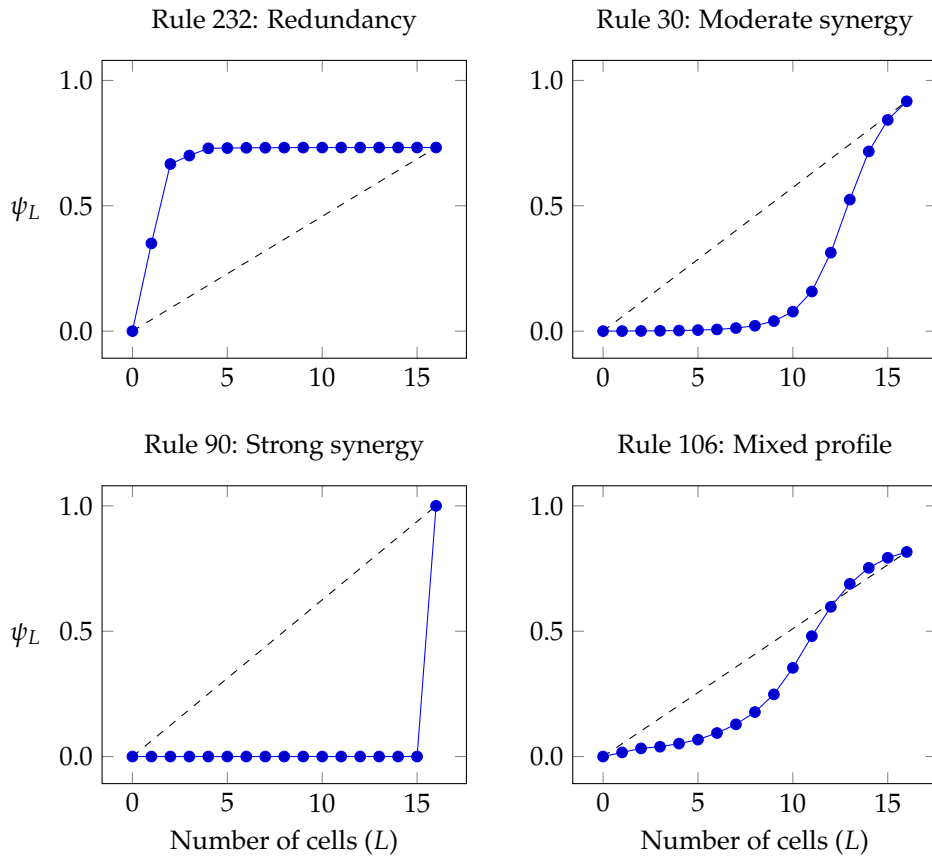 Rule 232: Redundancy
Rule 30: Moderate synergy
1.0
0.5
0.0
ψ_L
0 5 10 15
1.0
0.5
0.0
0 5 10 15
Rule 90: Strong synergy
Rule 106: Mixed profile
1.0
0.5
0.0
ψ_L
0 5 10 15
Number of cells (L)
1.0
0.5
0.0
0 5 10 15
Number of cells (L)